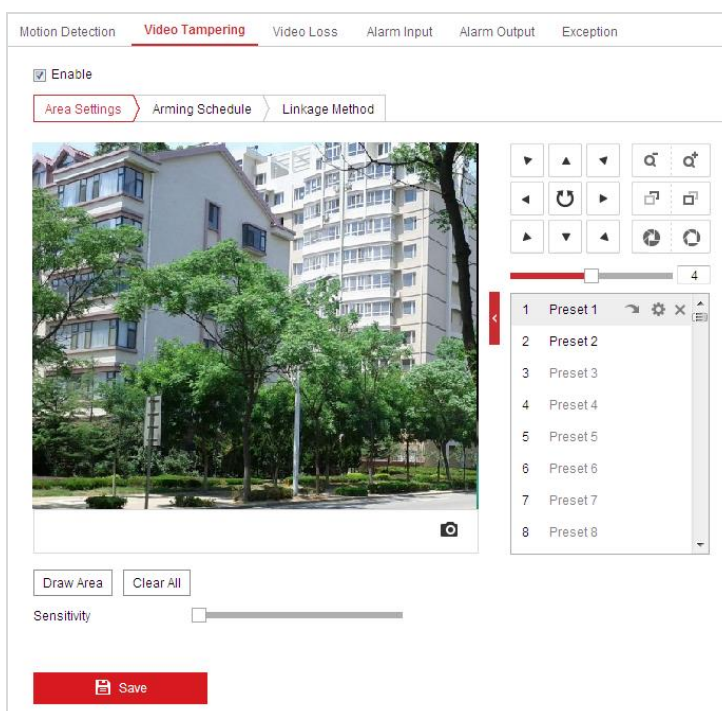 Motion Detection Video Tampering Video Loss Alarm Input Alarm Output Exception
Enable
Area Settings Arming Schedule Linkage Method
4
1 Preset 1
2 Preset 2
3 Preset 3
4 Preset 4
5 Preset 5
6 Preset 6
7 Preset 7
8 Preset 8
Draw Area Clear All
Sensitivity
Save